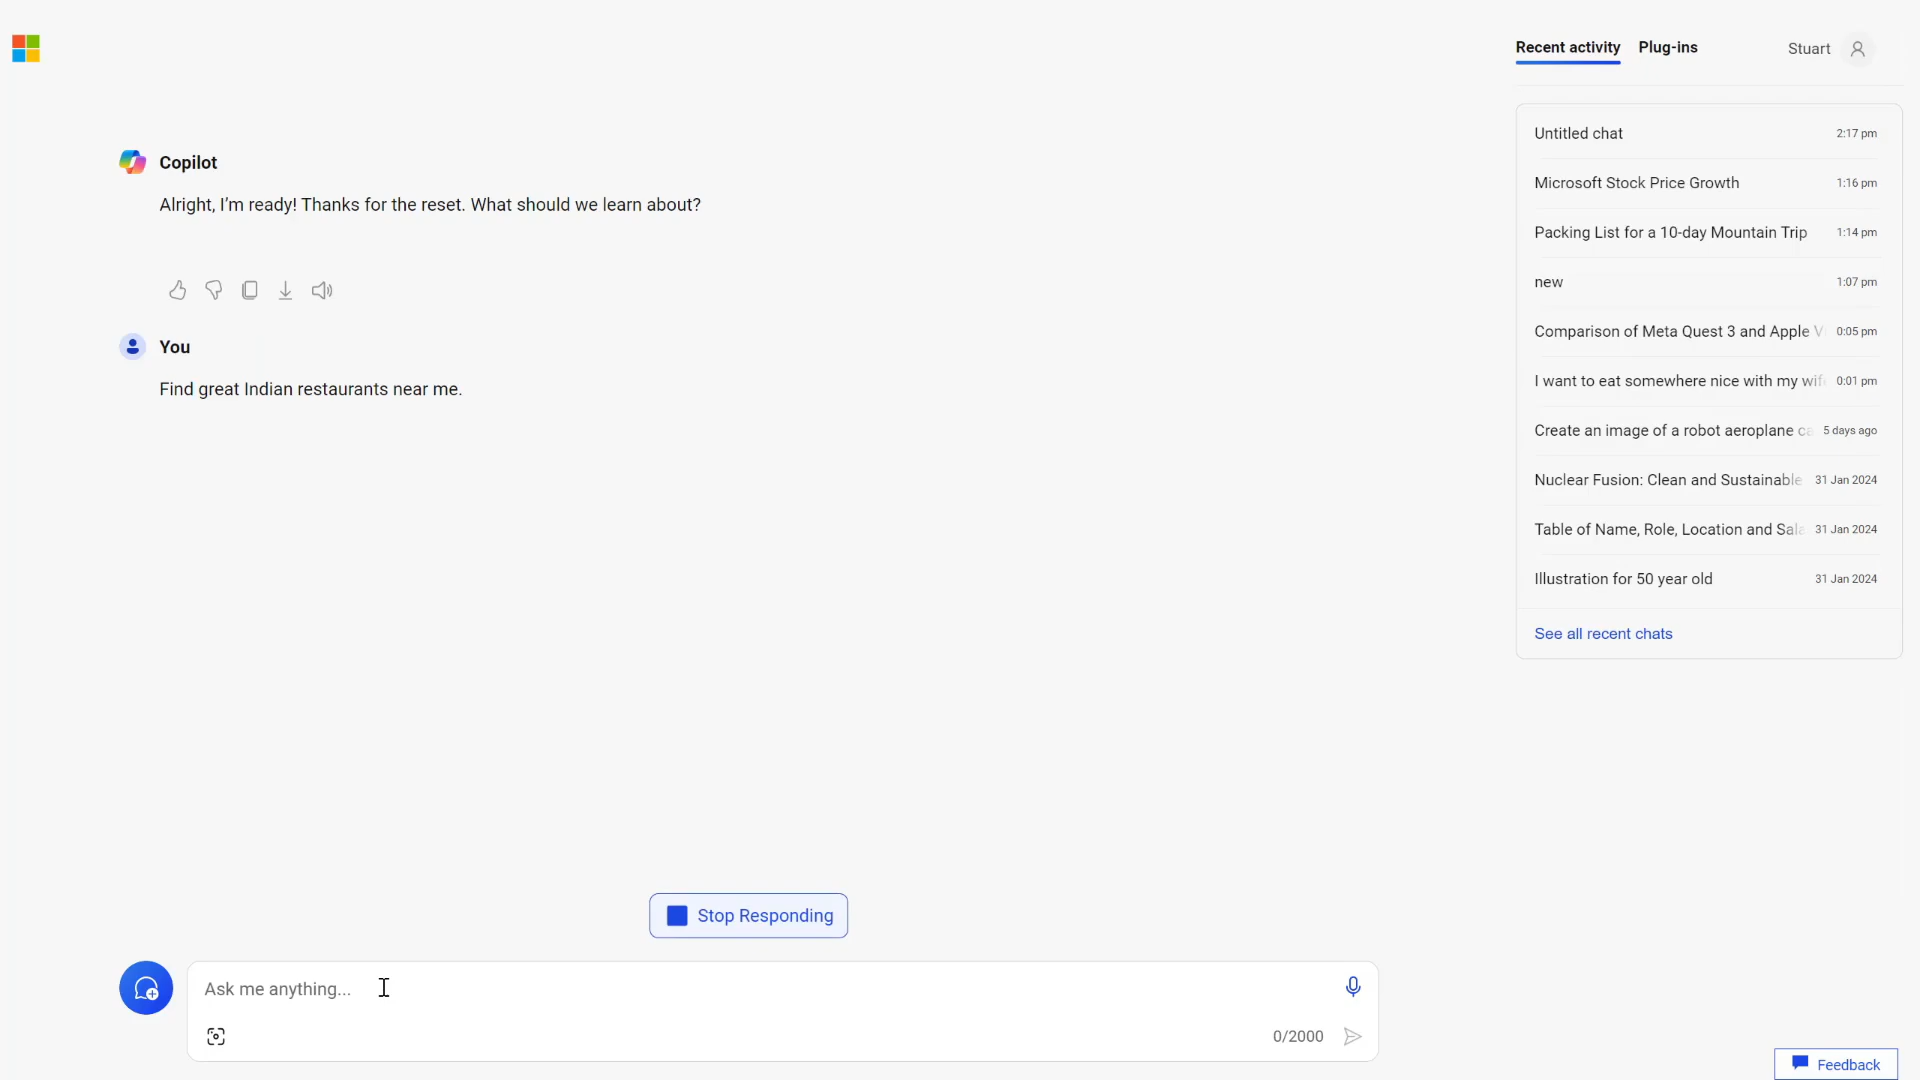 Recent activity Plug-ins Stuart
Copilot
Alright, I'm ready! Thanks for the reset. What should we learn about?
You
Find great Indian restaurants near me.
Untitled chat 2:17 pm
Microsoft Stock Price Growth 1:16 pm
Packing List for a 10-day Mountain Trip 1:14 pm
new 1:07 pm
Comparison of Meta Quest 3 and Apple V 0:05 pm
I want to eat somewhere nice with my wif 0:01 pm
Create an image of a robot aeroplane ca 5 days ago
Nuclear Fusion: Clean and Sustainable 31 Jan 2024
Table of Name, Role, Location and Sala 31 Jan 2024
Illustration for 50 year old 31 Jan 2024
See all recent chats
Stop Responding
Ask me anything...
0/2000
Feedback